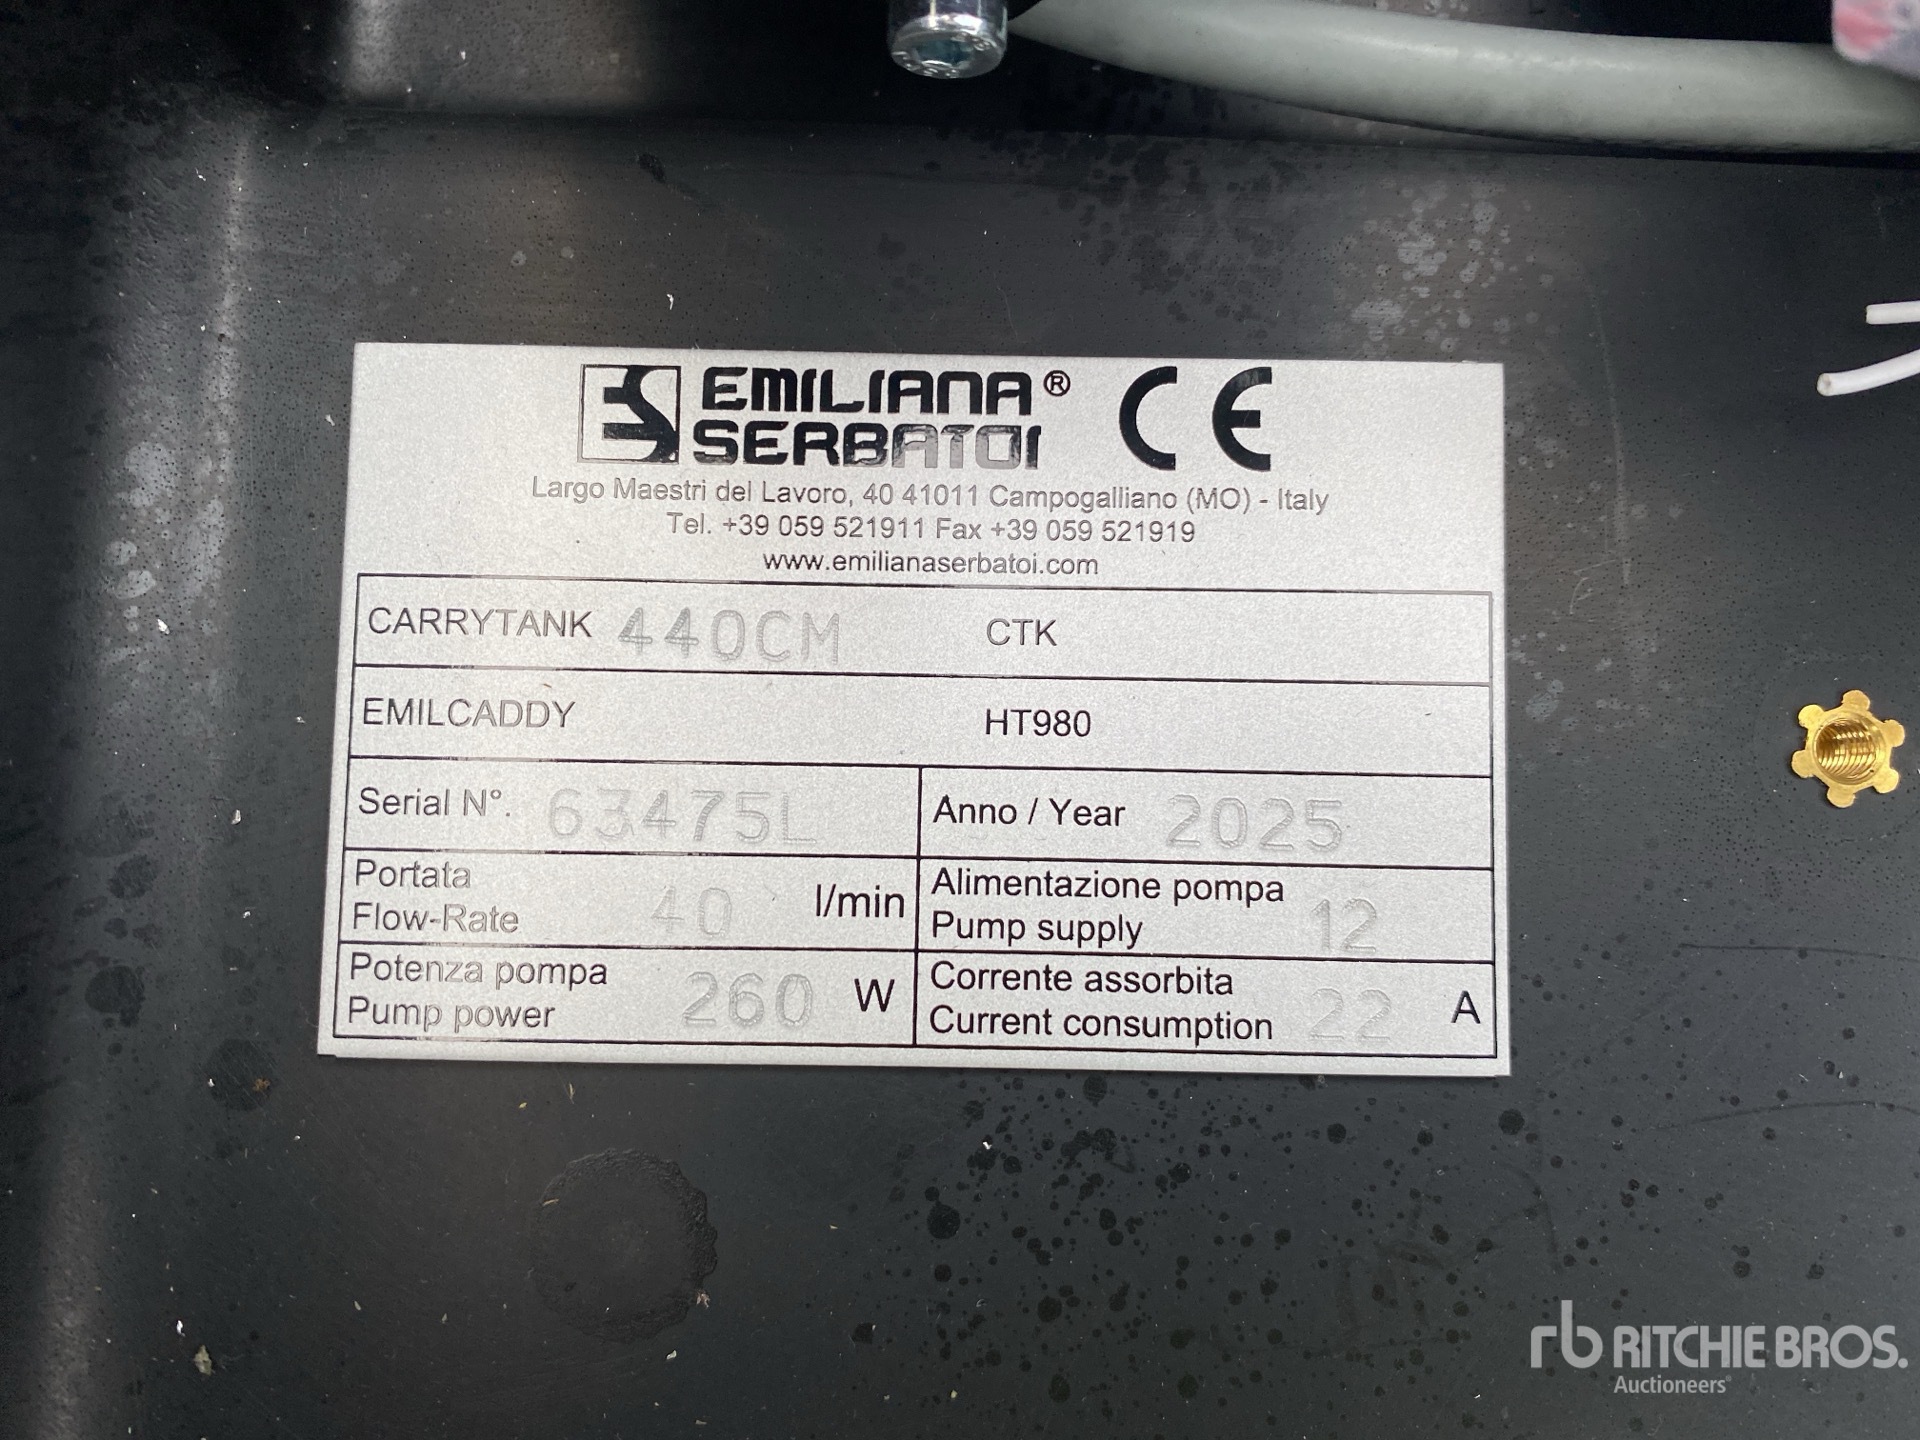 EMILIANA®
SERBATOI
CE
Largo Maestri del Lavoro, 40 41011 Campogalliano (MO) - Italy
Tel. +39 059 521911 Fax +39 059 521919
www.emilianaserbatoi.com
CARRYTANK 440CM CTK
EMILCADDY HT980
Serial N°. 63475L Anno / Year 2025
Portata
Flow-Rate 40 l/min
Alimentazione pompa
Pump supply 12
Potenza pompa
Pump power 260 W
Corrente assorbita
Current consumption 22 A
rb RITCHIE BROS.
Auctioneers